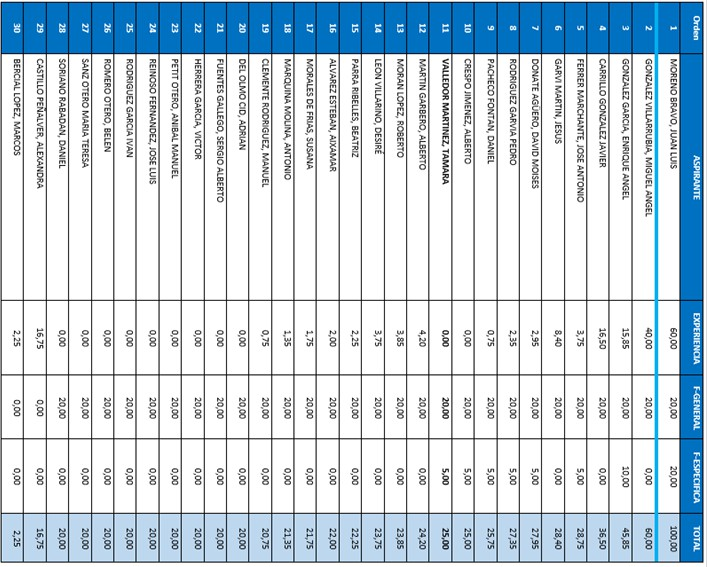 Orden ASPIRANTE EXPERIENCIA F-GENERAL F-ESPECIFICA TOTAL
1 MORENO BRAVO, JUAN LUIS 60,00 20,00 20,00 100,00
2 GONZALEZ VILLARRUBIA, MIGUEL ANGEL 40,00 20,00 0,00 60,00
3 GONZALEZ GARCIA, ENRIQUE ANGEL 15,85 20,00 10,00 45,85
4 CARRILLO GONZALEZ JAVIER 16,50 20,00 0,00 36,50
5 FERRER MARCHANTE, JOSE ANTONIO 3,75 20,00 5,00 28,75
6 GARVI MARTIN, JESUS 8,40 20,00 0,00 28,40
7 DONATE AGÜERO, DAVID MOISES 2,95 20,00 5,00 27,95
8 RODRIGUEZ GARVIA PEDRO 2,35 20,00 5,00 27,35
9 PACHECO FONTAN, DANIEL 0,75 20,00 5,00 25,75
10 CRESPO JIMENEZ, ALBERTO 0,00 20,00 5,00 25,00
11 VALLEDOR MARTINEZ, TAMARA 0,00 20,00 5,00 25,00
12 MARTIN GARBERO, ALBERTO 4,20 20,00 0,00 24,20
13 MORAN LOPEZ, ROBERTO 3,85 20,00 0,00 23,85
14 LEON VILLARINO, DESIRÉ 3,75 20,00 0,00 23,75
15 PARRA RIBELLES, BEATRIZ 2,25 20,00 0,00 22,25
16 ALVAREZ ESTEBAN, AIXAMAR 2,00 20,00 0,00 22,00
17 MORALES DE FRIAS, SUSANA 1,75 20,00 0,00 21,75
18 MARQUINA MOLINA, ANTONIO 1,35 20,00 0,00 21,35
19 CLEMENTE RODRIGUEZ, MANUEL 0,75 20,00 0,00 20,75
20 DEL OLMO CID, ADRIAN 0,00 20,00 0,00 20,00
21 FUENTES GALLEGO, SERGIO ALBERTO 0,00 20,00 0,00 20,00
22 HERRERA GARCIA, VICTOR 0,00 20,00 0,00 20,00
23 PETIT OTERO, ANIBAL MANUEL 0,00 20,00 0,00 20,00
24 REINOSO FERNANDEZ, JOSE LUIS 0,00 20,00 0,00 20,00
25 RODRIGUEZ GARCIA IVAN 0,00 20,00 0,00 20,00
26 ROMERO OTERO, BELEN 0,00 20,00 0,00 20,00
27 SANZ OTERO MARIA TERESA 0,00 20,00 0,00 20,00
28 SORIANO RABADAN, DANIEL 0,00 20,00 0,00 20,00
29 CASTILLO PEÑALVER, ALEXANDRA 16,75 0,00 0,00 16,75
30 BERCIAL LOPEZ, MARCOS 2,25 0,00 0,00 2,25